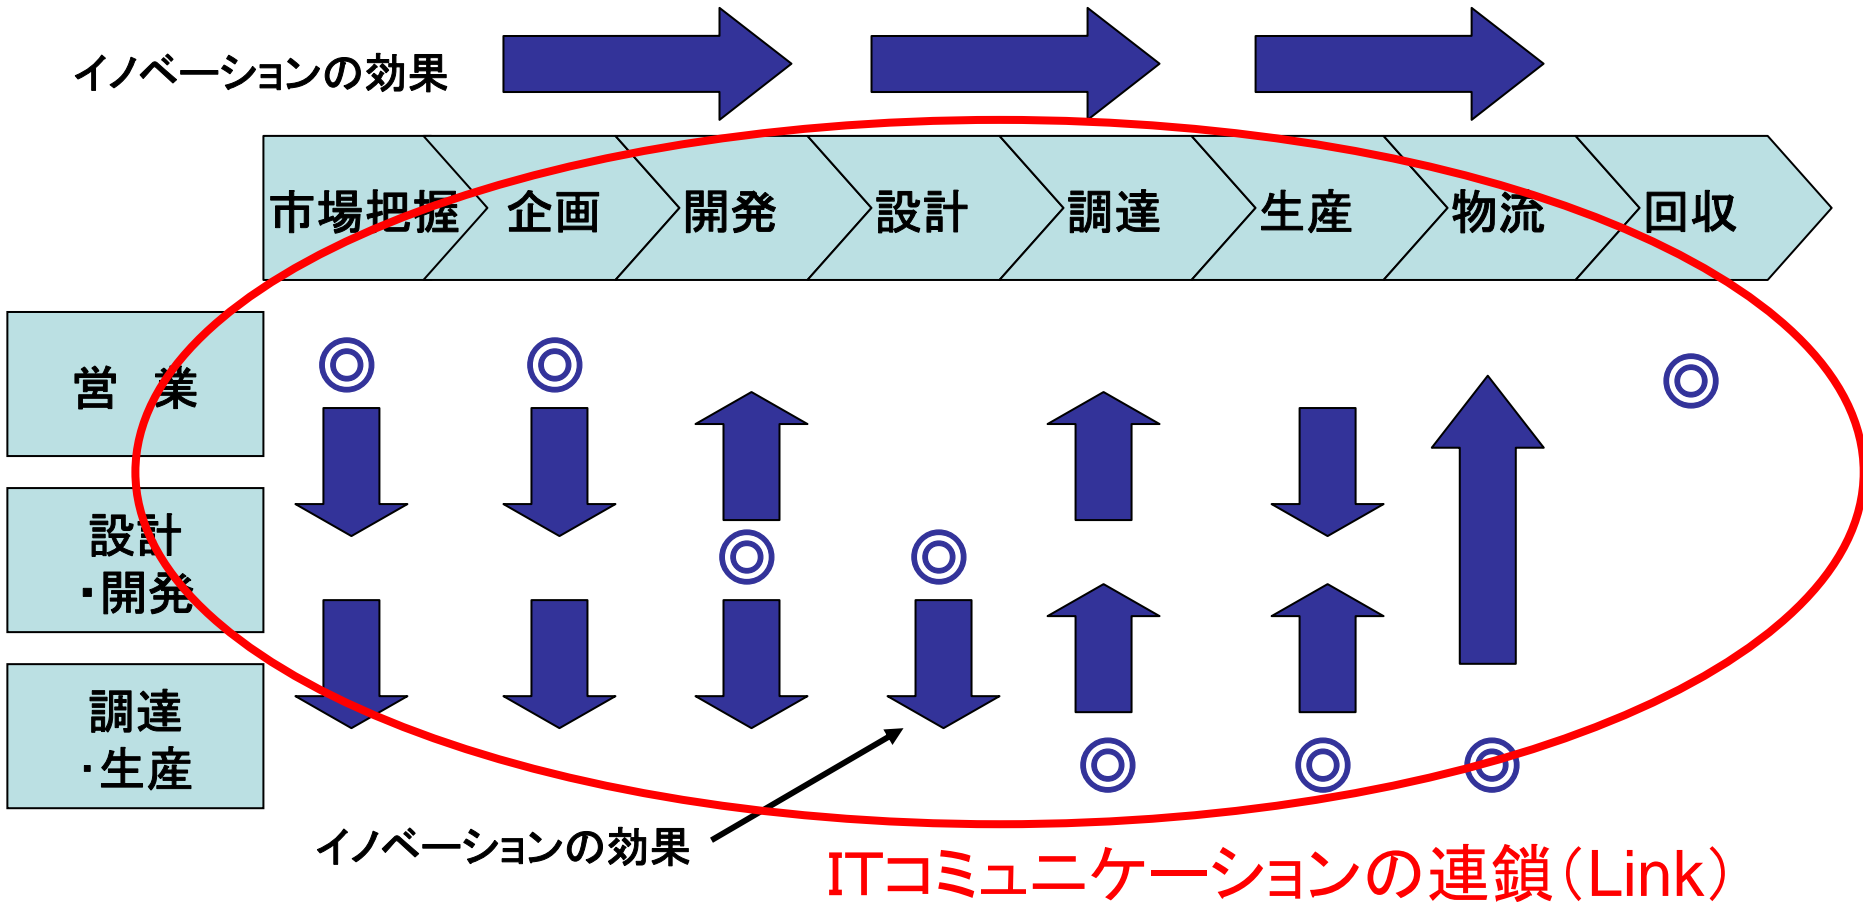 イノベーションの効果
市場把握 企画 開発 設計 調達 生産 物流 回収
営 業
設計
・開発
調達
・生産
イノベーションの効果
ITコミュニケーションの連鎖(Link)